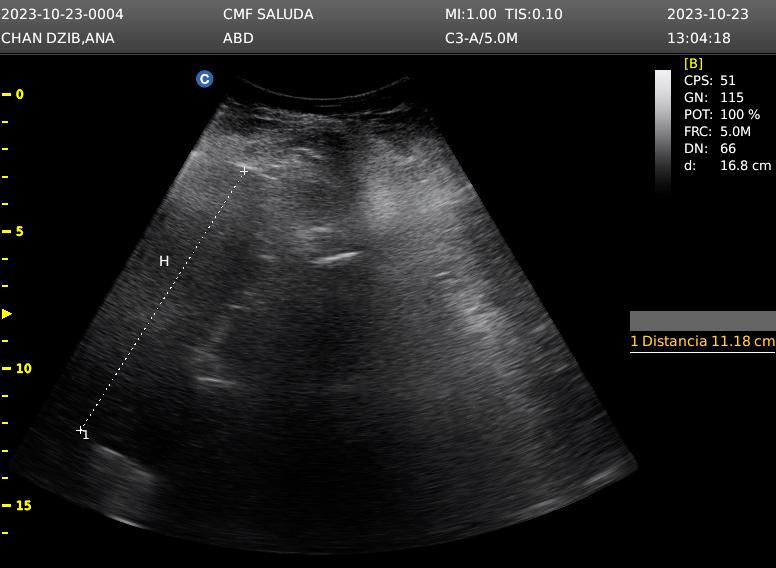 2023-10-23-0004 CMF SALUDA MI:1.00 TIS:0.10 2023-10-23
CHAN DZIB,ANA ABD C3-A/5.0M 13:04:18
C
[B]
CPS: 51
GN: 115
POT: 100 %
FRC: 5.0M
DN: 66
d: 16.8 cm
0
5
H
1 Distancia 11.18 cm
10
1
15